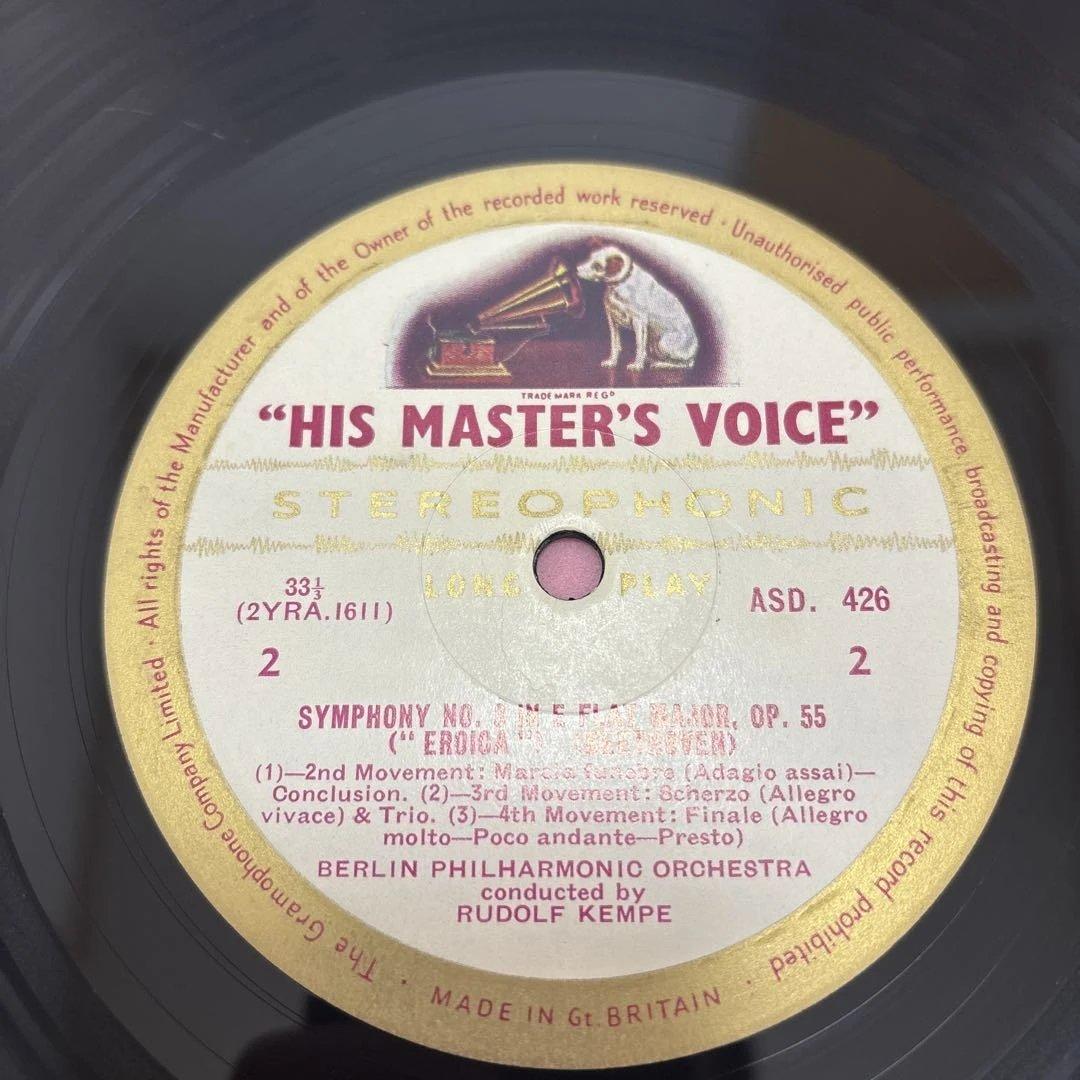 The Gramophone Company Limited · All rights of the Manufacturer and of the Owner of the recorded work reserved · Unauthorised public performance broadcasting and copying of this record prohibited ·
TRADE MARK REGD
“HIS MASTER'S VOICE”
STEREOPHONIC
LONG PLAY
33⅓
(2YRA.1611)
ASD. 426
2
2
SYMPHONY NO. 3 IN E FLAT MAJOR, OP. 55
(“ EROICA ”) (BEETHOVEN)
(1)—2nd Movement: Marcia funebre (Adagio assai)—
Conclusion. (2)—3rd Movement: Scherzo (Allegro
vivace) & Trio. (3)—4th Movement: Finale (Allegro
molto—Poco andante—Presto)
BERLIN PHILHARMONIC ORCHESTRA
conducted by
RUDOLF KEMPE
· MADE IN Gt. BRITAIN ·